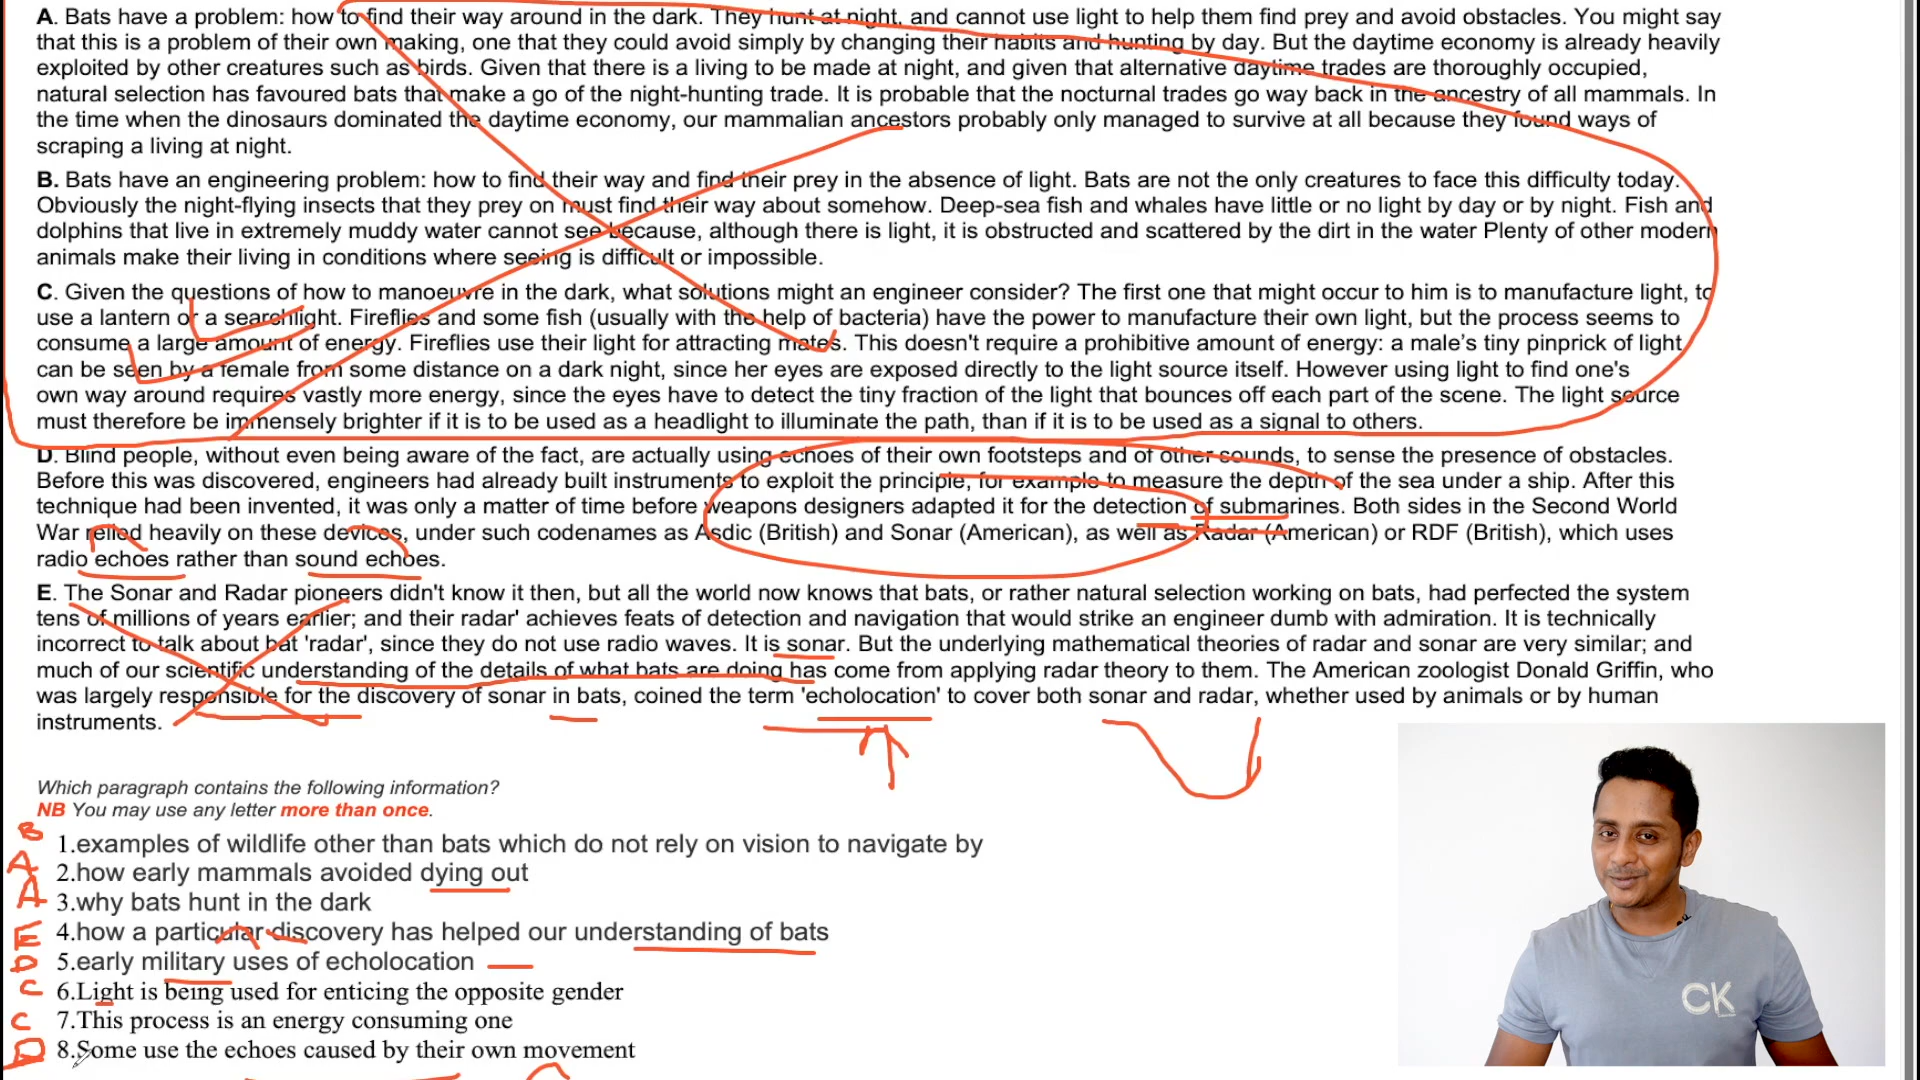 A. Bats have a problem: how to find their way around in the dark. They hunt at night, and cannot use light to help them find prey and avoid obstacles. You might say
that this is a problem of their own making, one that they could avoid simply by changing their habits and hunting by day. But the daytime economy is already heavily
exploited by other creatures such as birds. Given that there is a living to be made at night, and given that alternative daytime trades are thoroughly occupied,
natural selection has favoured bats that make a go of the night-hunting trade. It is probable that the nocturnal trades go way back in the ancestry of all mammals. In
the time when the dinosaurs dominated the daytime economy, our mammalian ancestors probably only managed to survive at all because they found ways of
scraping a living at night.
B. Bats have an engineering problem: how to find their way and find their prey in the absence of light. Bats are not the only creatures to face this difficulty today.
Obviously the night-flying insects that they prey on must find their way about somehow. Deep-sea fish and whales have little or no light by day or by night. Fish and
dolphins that live in extremely muddy water cannot see because, although there is light, it is obstructed and scattered by the dirt in the water Plenty of other modern
animals make their living in conditions where seeing is difficult or impossible.
C. Given the questions of how to manoeuvre in the dark, what solutions might an engineer consider? The first one that might occur to him is to manufacture light, to
use a lantern or a searchlight. Fireflies and some fish (usually with the help of bacteria) have the power to manufacture their own light, but the process seems to
consume a large amount of energy. Fireflies use their light for attracting mates. This doesn't require a prohibitive amount of energy: a male's tiny pinprick of light
can be seen by a female from some distance on a dark night, since her eyes are exposed directly to the light source itself. However using light to find one's
own way around requires vastly more energy, since the eyes have to detect the tiny fraction of the light that bounces off each part of the scene. The light source
must therefore be immensely brighter if it is to be used as a headlight to illuminate the path, than if it is to be used as a signal to others.
D. Blind people, without even being aware of the fact, are actually using echoes of their own footsteps and of other sounds, to sense the presence of obstacles.
Before this was discovered, engineers had already built instruments to exploit the principle, for example to measure the depth of the sea under a ship. After this
technique had been invented, it was only a matter of time before weapons designers adapted it for the detection of submarines. Both sides in the Second World
War relied heavily on these devices, under such codenames as Asdic (British) and Sonar (American), as well as Radar (American) or RDF (British), which uses
radio echoes rather than sound echoes.
E. The Sonar and Radar pioneers didn't know it then, but all the world now knows that bats, or rather natural selection working on bats, had perfected the system
tens of millions of years earlier; and their radar' achieves feats of detection and navigation that would strike an engineer dumb with admiration. It is technically
incorrect to talk about bat 'radar', since they do not use radio waves. It is sonar. But the underlying mathematical theories of radar and sonar are very similar; and
much of our scientific understanding of the details of what bats are doing has come from applying radar theory to them. The American zoologist Donald Griffin, who
was largely responsible for the discovery of sonar in bats, coined the term 'echolocation' to cover both sonar and radar, whether used by animals or by human
instruments.
Which paragraph contains the following information?
NB You may use any letter more than once.
B 1.examples of wildlife other than bats which do not rely on vision to navigate by
A 2.how early mammals avoided dying out
A 3.why bats hunt in the dark
E 4.how a particular discovery has helped our understanding of bats
D 5.early military uses of echolocation
C 6.Light is being used for enticing the opposite gender
C 7.This process is an energy consuming one
D 8.Some use the echoes caused by their own movement
CK